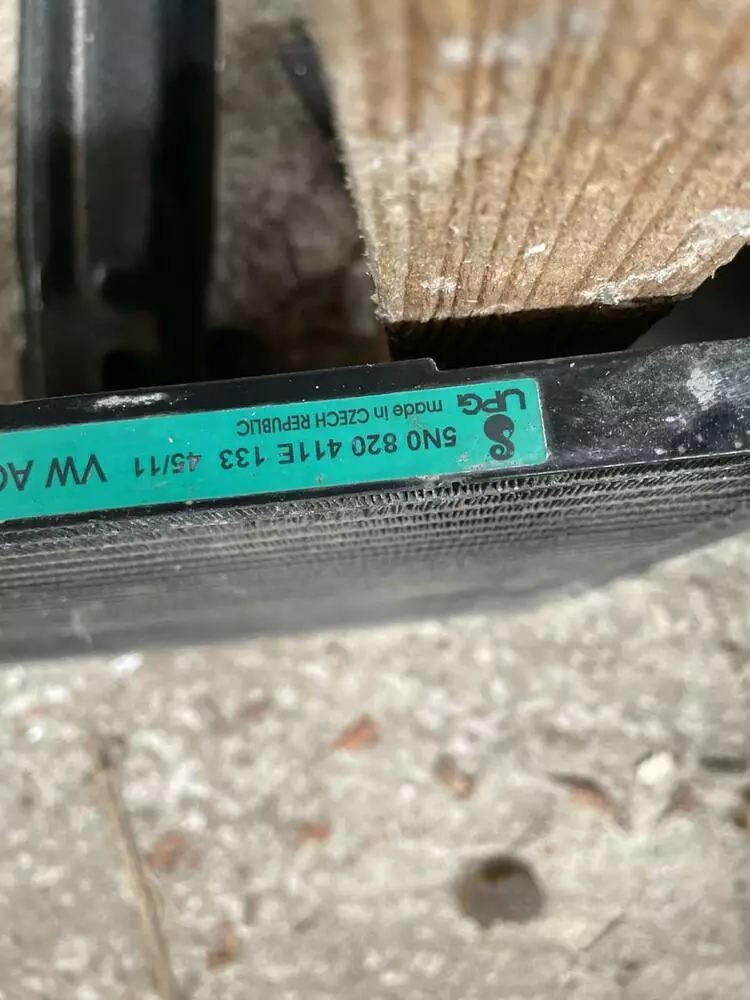 UPG
made in CZECH REPUBLIC
5N0 820 411E 133 45/11 VW AG